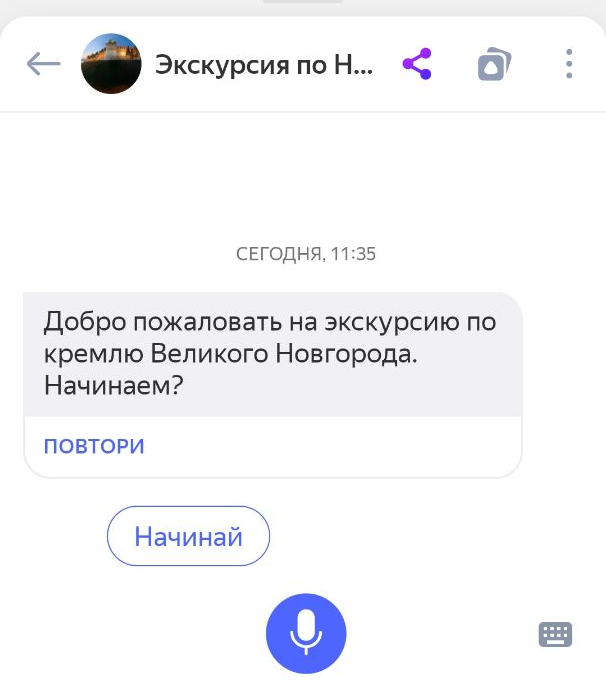 Экскурсия по Н...
СЕГОДНЯ, 11:35
Добро пожаловать на экскурсию по
кремлю Великого Новгорода.
Начинаем?
ПОВТОРИ
Начинай